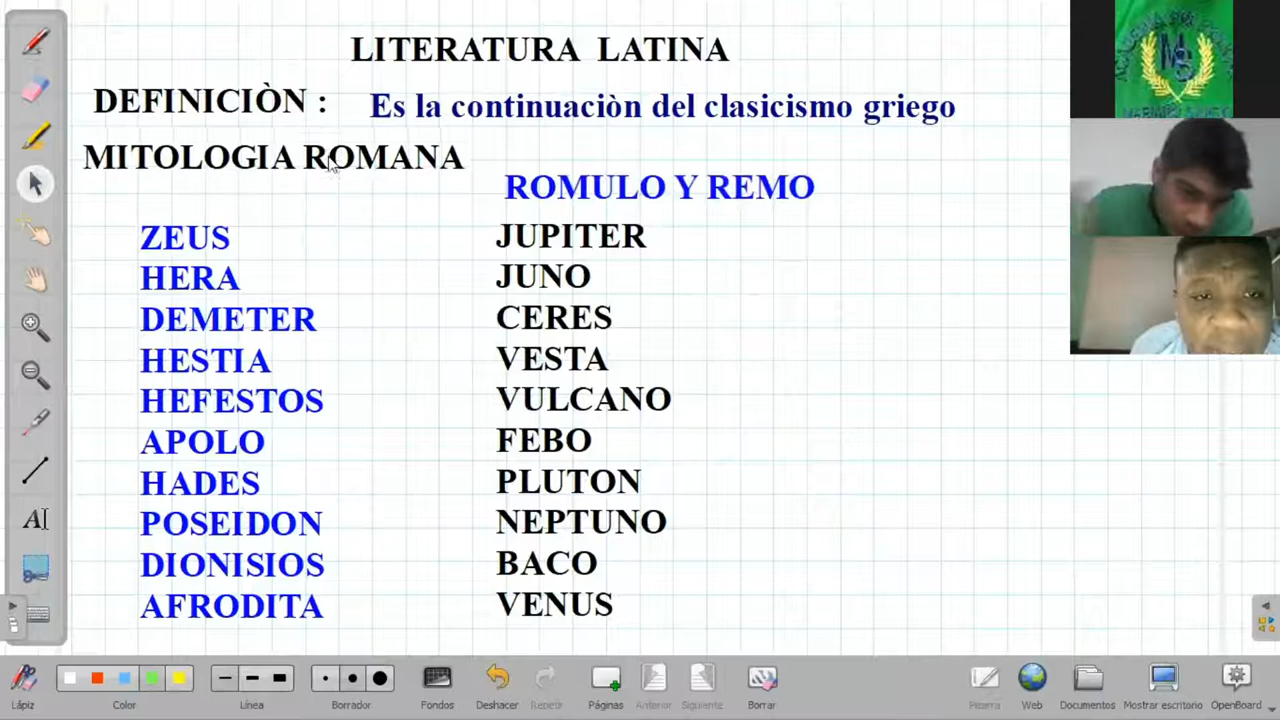 LITERATURA LATINA
DEFINICIÒN : Es la continuaciòn del clasicismo griego
MITOLOGIA ROMANA
ROMULO Y REMO
ZEUS JUPITER
HERA JUNO
DEMETER CERES
HESTIA VESTA
HEFESTOS VULCANO
APOLO FEBO
HADES PLUTON
POSEIDON NEPTUNO
DIONISIOS BACO
AFRODITA VENUS
Lápiz Color Línea Borrador Fondos Deshacer Repetir Páginas Anterior Siguiente Borrar Pizarra Web Documentos Mostrar escritorio OpenBoard